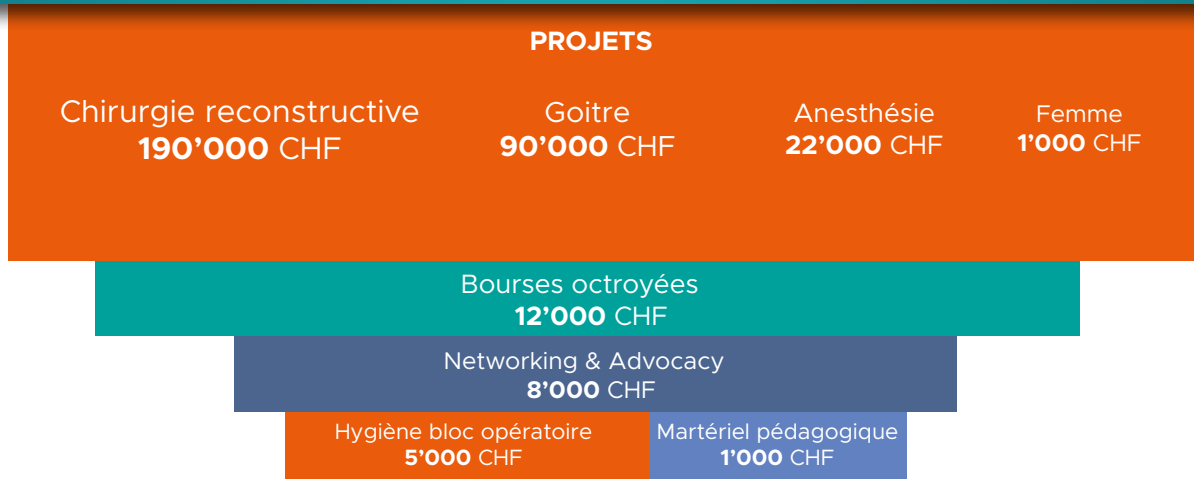 PROJETS
Chirurgie reconstructive
190’000 CHF
Goitre
90’000 CHF
Anesthésie
22’000 CHF
Femme
1’000 CHF
Bourses octroyées
12’000 CHF
Networking & Advocacy
8’000 CHF
Hygiène bloc opératoire
5’000 CHF
Martériel pédagogique
1’000 CHF